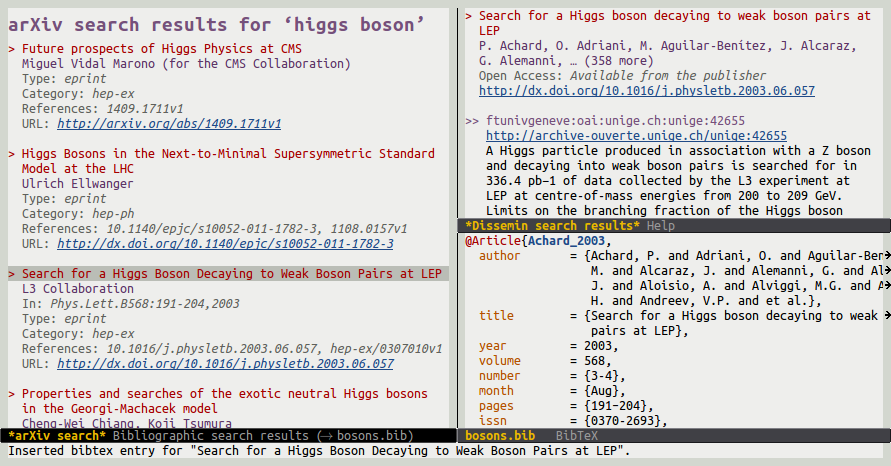 arXiv search results for ‘higgs boson’
> Future prospects of Higgs Physics at CMS
Miguel Vidal Marono (for the CMS Collaboration)
Type: eprint
Category: hep-ex
References: 1409.1711v1
URL: http://arxiv.org/abs/1409.1711v1
> Higgs Bosons in the Next-to-Minimal Supersymmetric Standard
Model at the LHC
Ulrich Ellwanger
Type: eprint
Category: hep-ph
References: 10.1140/epjc/s10052-011-1782-3, 1108.0157v1
URL: http://dx.doi.org/10.1140/epjc/s10052-011-1782-3
> Search for a Higgs Boson Decaying to Weak Boson Pairs at LEP
L3 Collaboration
In: Phys.Lett.B568:191-204,2003
Type: eprint
Category: hep-ex
References: 10.1016/j.physletb.2003.06.057, hep-ex/0307010v1
URL: http://dx.doi.org/10.1016/j.physletb.2003.06.057
> Properties and searches of the exotic neutral Higgs bosons
in the Georgi-Machacek model
Cheng-Wei Chiang, Koji Tsumura
*arXiv search* Bibliographic search results (→ bosons.bib)
> Search for a Higgs boson decaying to weak boson pairs at
LEP
P. Achard, O. Adriani, M. Aguilar-Benitez, J. Alcaraz,
G. Alemanni, … (358 more)
Open Access: Available from the publisher
http://dx.doi.org/10.1016/j.physletb.2003.06.057
>> ftunivgeneve:oai:unige.ch:unige:42655
http://archive-ouverte.unige.ch/unige:42655
A Higgs particle produced in association with a Z boson
and decaying into weak boson pairs is searched for in
336.4 pb−1 of data collected by the L3 experiment at
LEP at centre-of-mass energies from 200 to 209 GeV.
Limits on the branching fraction of the Higgs boson
*Dissemin search results* Help
@Article{Achard_2003,
author = {Achard, P. and Adriani, O. and Aguilar-Ben
M. and Alcaraz, J. and Alemanni, G. and Al
J. and Aloisio, A. and Alviggi, M.G. and A
H. and Andreev, V.P. and et al.},
title = {Search for a Higgs boson decaying to weak
pairs at LEP},
year = 2003,
volume = 568,
number = {3-4},
month = {Aug},
pages = {191–204},
issn = {0370-2693},
bosons.bib BibTeX
Inserted bibtex entry for "Search for a Higgs Boson Decaying to Weak Boson Pairs at LEP".